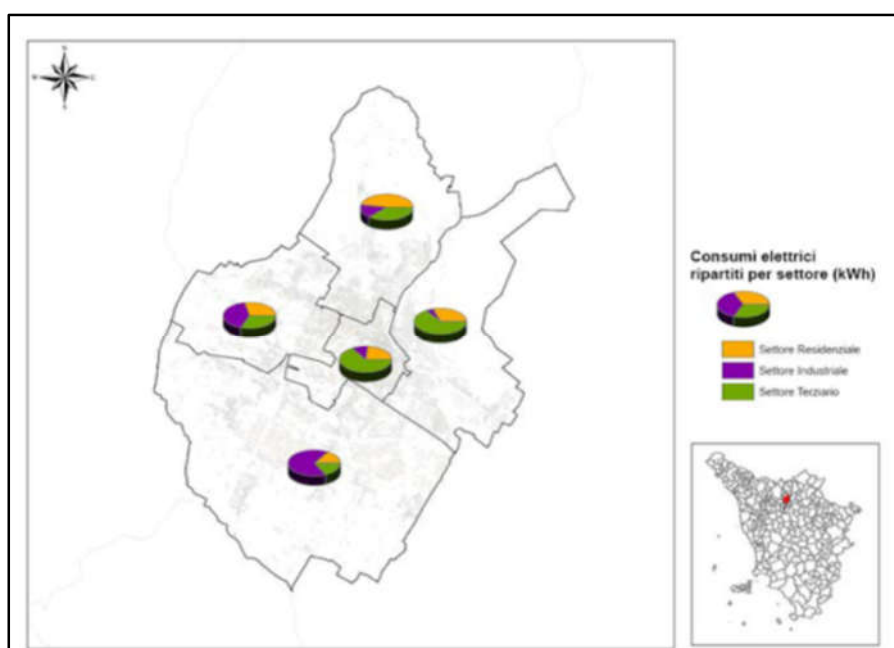 N
Consumi elettrici
ripartiti per settore (kWh)
Settore Residenziale
Settore Industriale
Settore Terziario